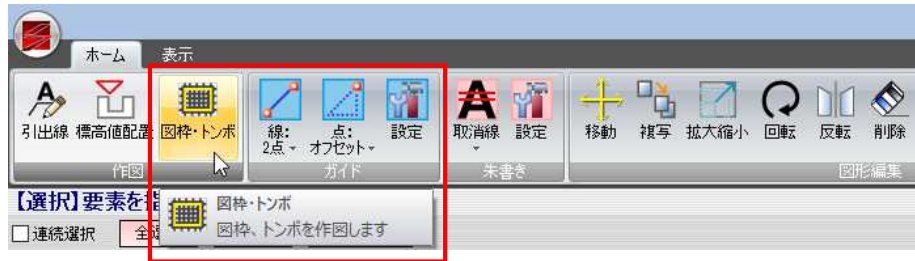 ホーム 表示
引出線 標高値配置 図枠・トンボ 線: 2点 点: オフセット 設定 取消線 設定 移動 複写 拡大縮小 回転 反転 削除
作図 ガイド 朱書き 図形編集
【選択】要素を指
図枠・トンボ
連続選択 全選
図枠、トンボを作図します